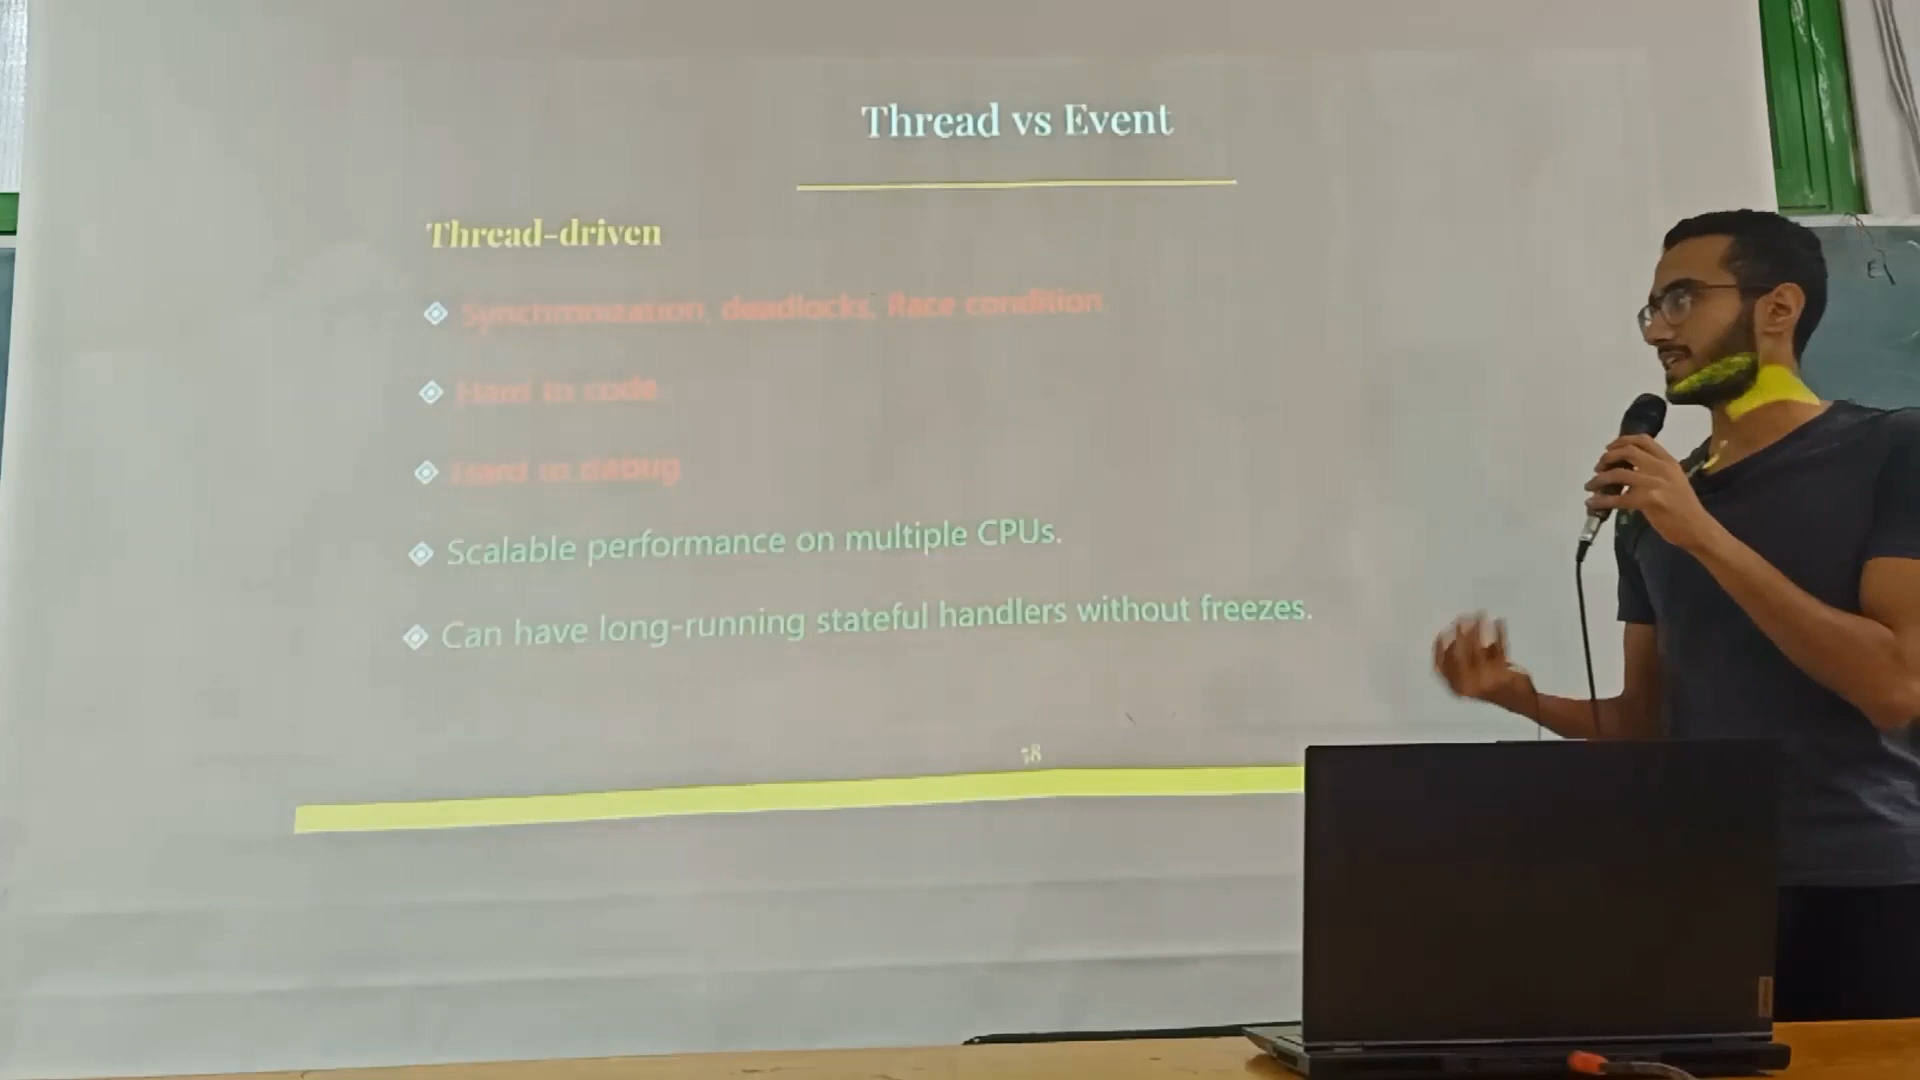 Thread vs Event
Thread-driven
Synchronization, deadlocks, Race condition
Hard to code
Hard to debug
Scalable performance on multiple CPUs.
Can have long-running stateful handlers without freezes.